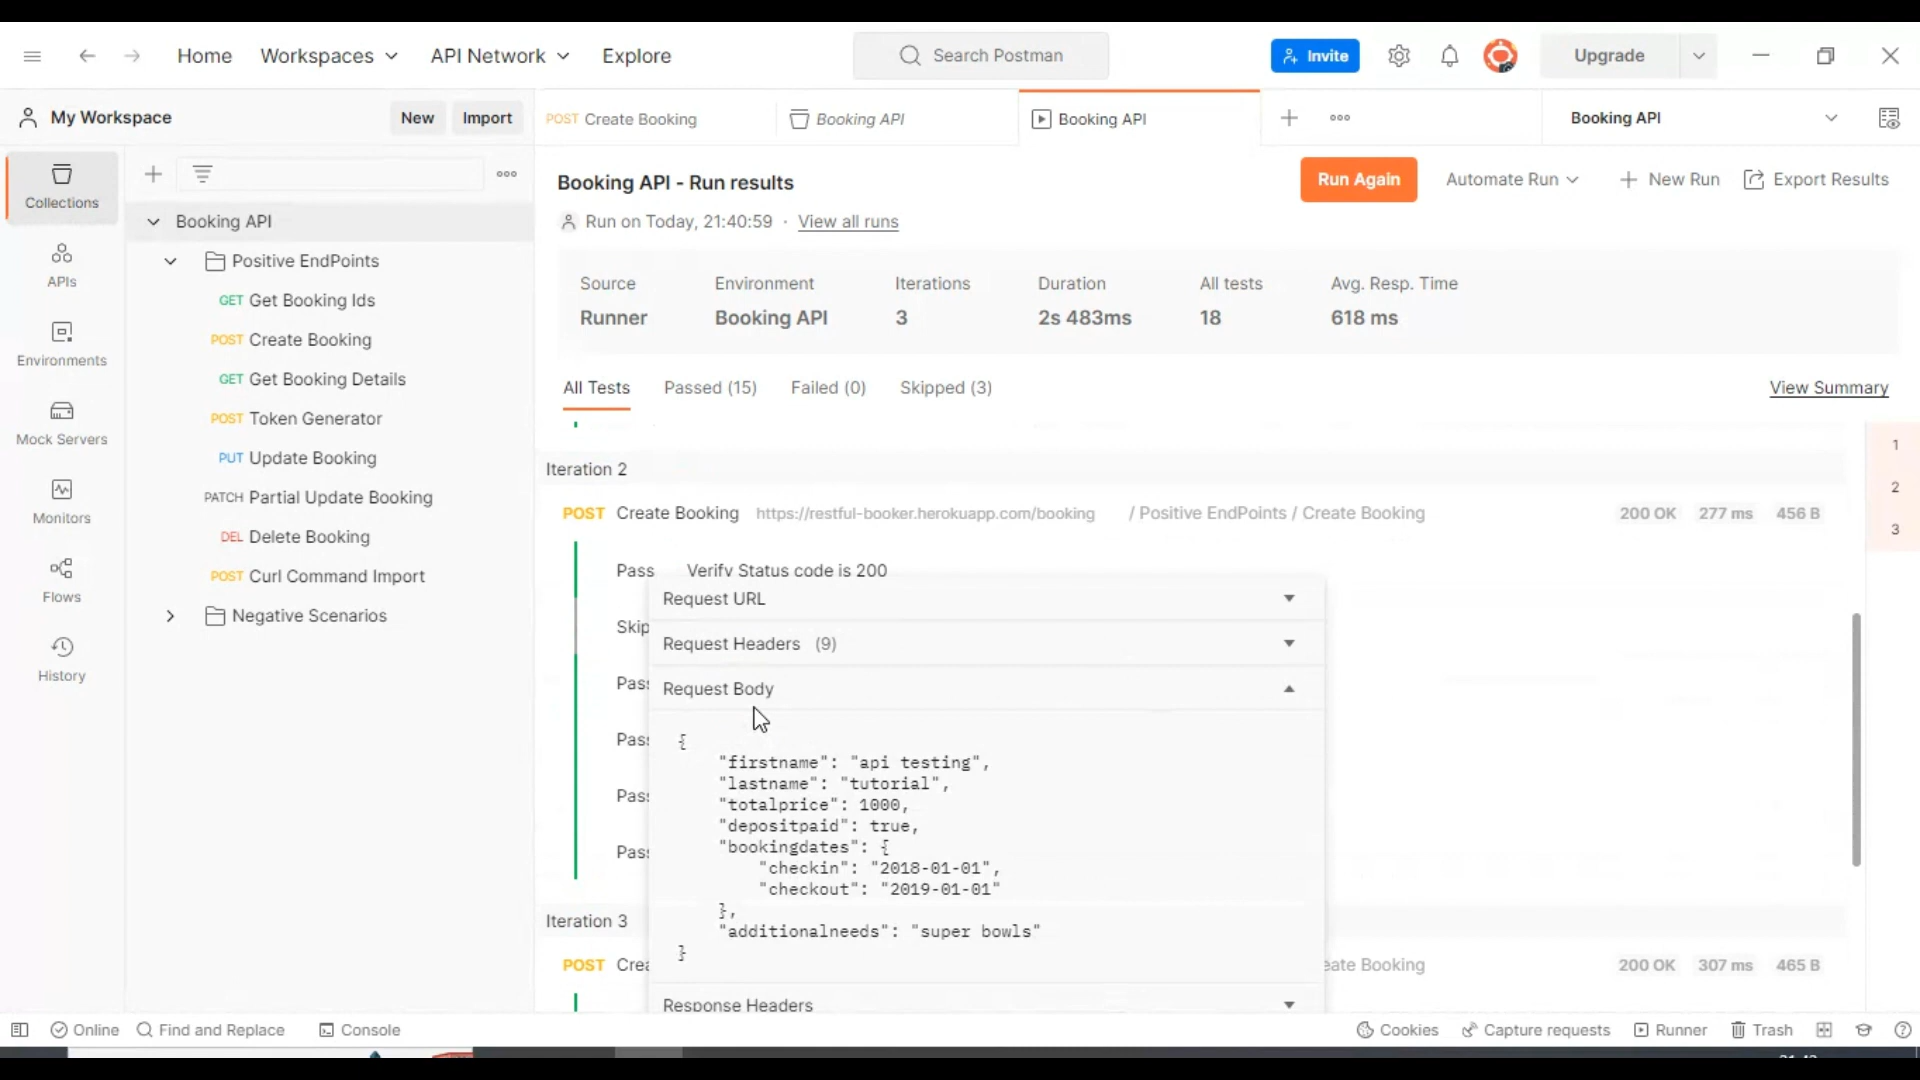 Home Workspaces API Network Explore Search Postman Invite Upgrade
My Workspace New Import POST Create Booking Booking API Booking API Booking API
Collections
APIs
Environments
Mock Servers
Monitors
Flows
History
Booking API
Positive EndPoints
GET Get Booking Ids
POST Create Booking
GET Get Booking Details
POST Token Generator
PUT Update Booking
PATCH Partial Update Booking
DEL Delete Booking
POST Curl Command Import
Negative Scenarios
Booking API - Run results Run Again Automate Run New Run Export Results
Run on Today, 21:40:59 · View all runs
Source Environment Iterations Duration All tests Avg. Resp. Time
Runner Booking API 3 2s 483ms 18 618 ms
All Tests Passed (15) Failed (0) Skipped (3) View Summary
1
2
3
Iteration 2
POST Create Booking https://restful-booker.herokuapp.com/booking / Positive EndPoints / Create Booking 200 OK 277 ms 456 B
Pass Verify Status code is 200
Skip
Pass
Pass
Pass
Pass
Request URL
Request Headers (9)
Request Body
{
"firstname": "api testing",
"lastname": "tutorial",
"totalprice": 1000,
"depositpaid": true,
"bookingdates": {
"checkin": "2018-01-01",
"checkout": "2019-01-01"
},
"additionalneeds": "super bowls"
}
Response Headers
Iteration 3
POST Crea eate Booking 200 OK 307 ms 465 B
Online Find and Replace Console Cookies Capture requests Runner Trash